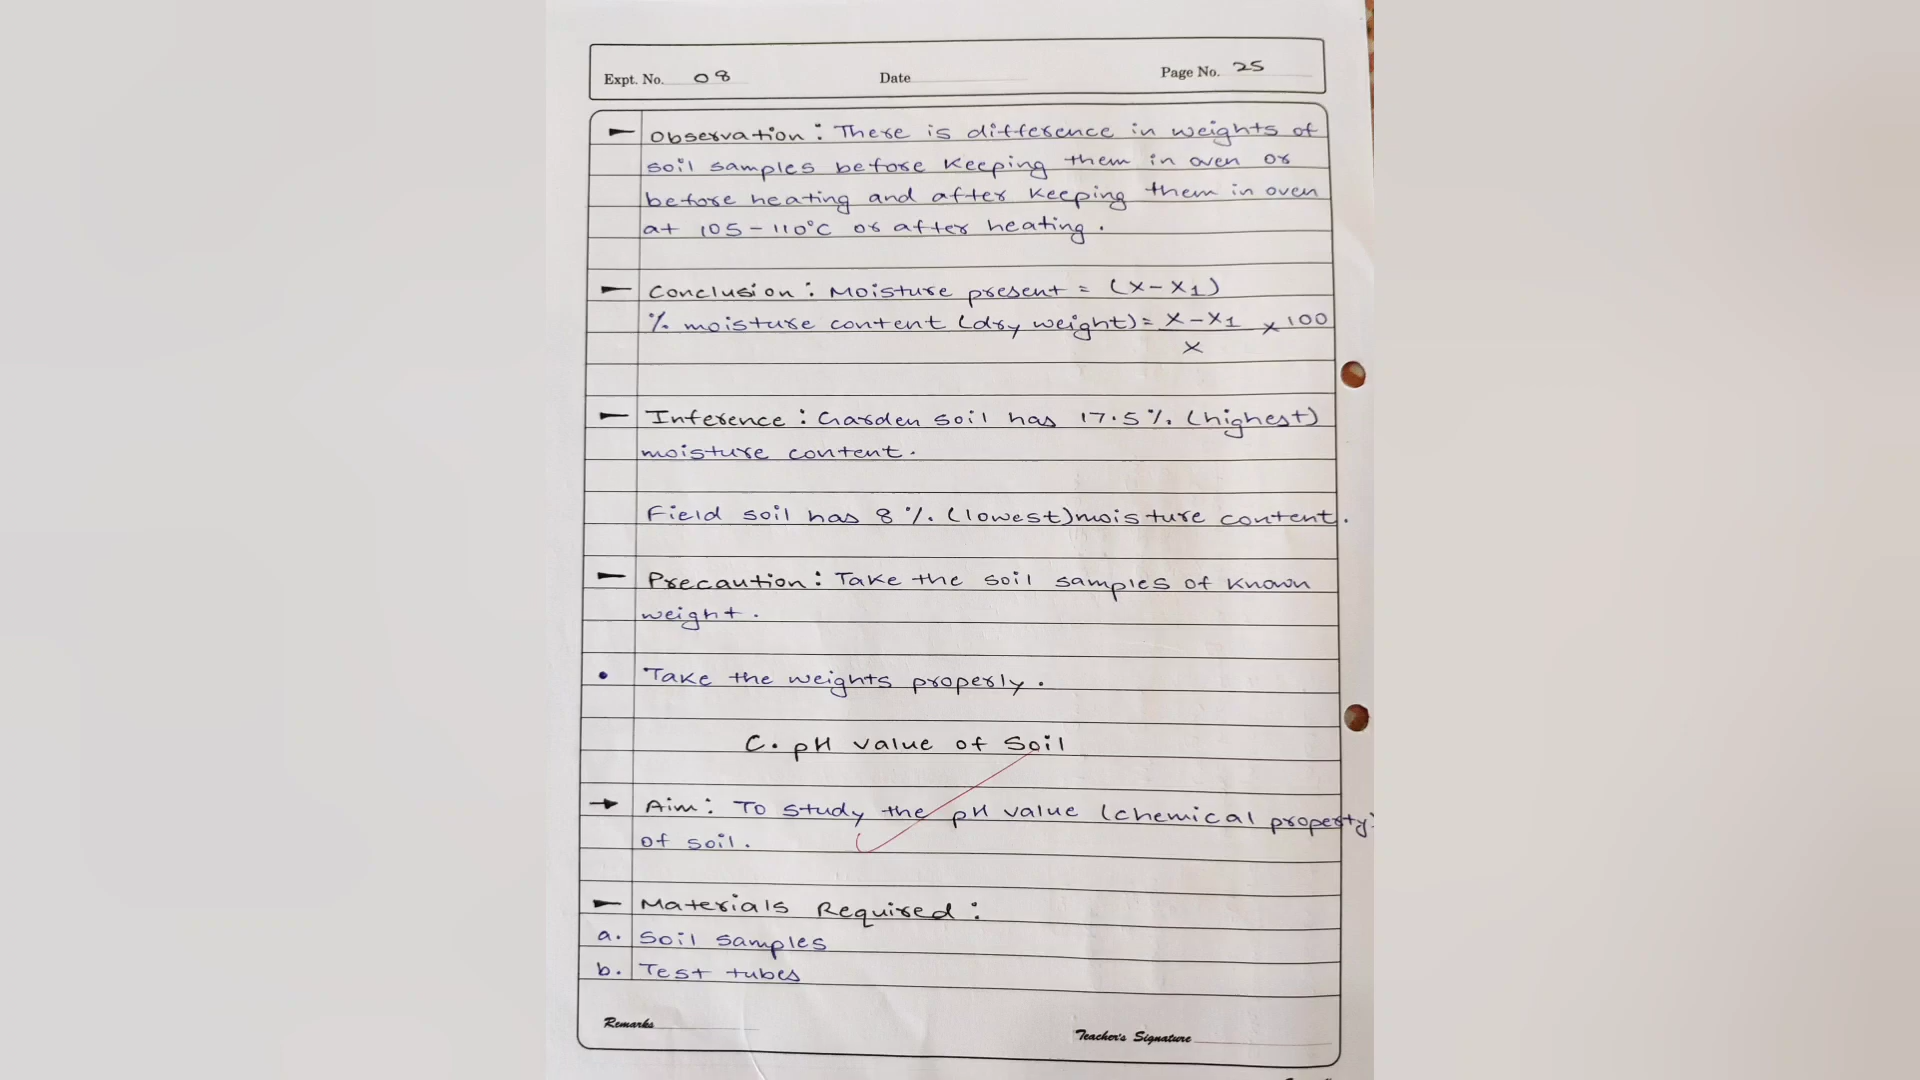 Expt. No. 08 Date Page No. 25
Observation : There is difference in weights of
soil samples before keeping them in oven or
before heating and after keeping them in oven
at 105-110°C or after heating.
Conclusion : Moisture present = (X-X1)
% moisture content (dry weight) = X-X1 × 100
X
Inference : Garden soil has 17.5% (highest)
moisture content.
Field soil has 8% (lowest) moisture content.
Precaution : Take the soil samples of known
weight.
• Take the weights properly.
C. pH value of Soil
→ Aim : To study the pH value (chemical property)
of soil.
Materials Required :
a. Soil samples
b. Test tubes
Remarks
Teacher's Signature